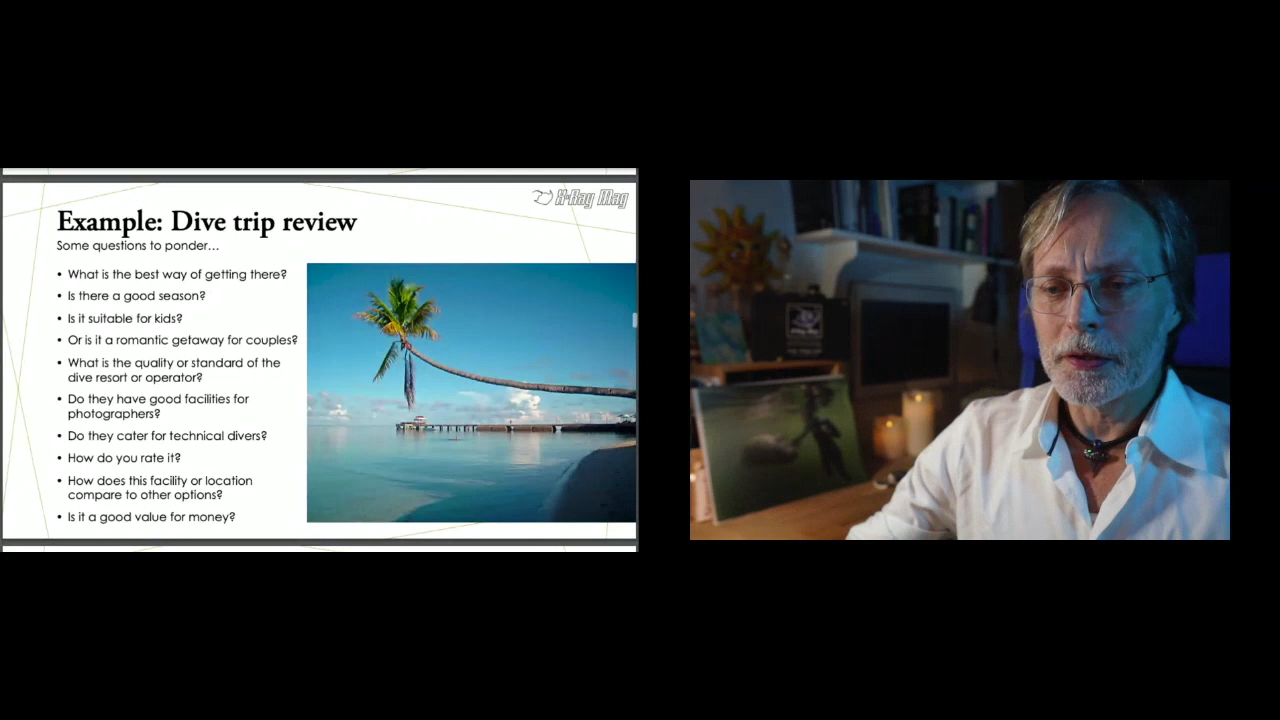 X-Ray Mag
Example: Dive trip review
Some questions to ponder...
• What is the best way of getting there?
• Is there a good season?
• Is it suitable for kids?
• Or is it a romantic getaway for couples?
• What is the quality or standard of the
dive resort or operator?
• Do they have good facilities for
photographers?
• Do they cater for technical divers?
• How do you rate it?
• How does this facility or location
compare to other options?
• Is it a good value for money?